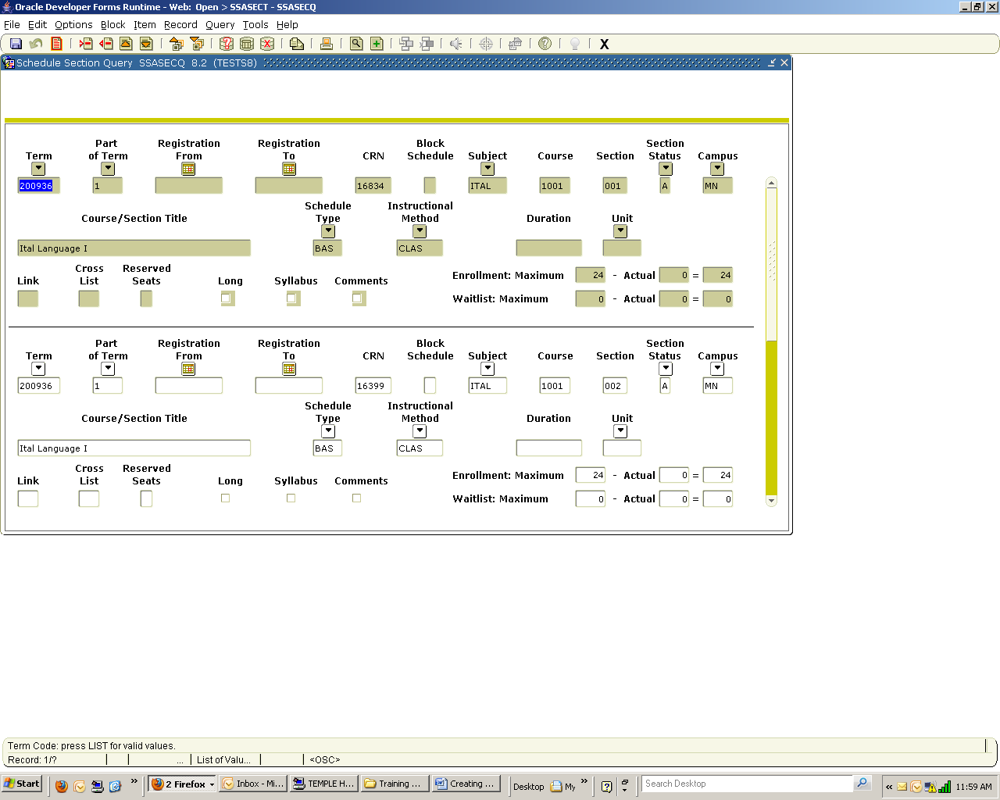 Oracle Developer Forms Runtime - Web: Open > SSASECT - SSASECQ
File Edit Options Block Item Record Query Tools Help
X
Schedule Section Query SSASECQ 8.2 (TESTS8)
Term Part of Term Registration From Registration To CRN Block Schedule Subject Course Section Section Status Campus
200936 1 16834 ITAL 1001 001 A MN
Course/Section Title Schedule Type Instructional Method Duration Unit
Ital Language I BAS CLAS
Link Cross List Reserved Seats Long Syllabus Comments
Enrollment: Maximum 24 - Actual 0 = 24
Waitlist: Maximum 0 - Actual 0 = 0
Term Part of Term Registration From Registration To CRN Block Schedule Subject Course Section Section Status Campus
200936 1 16399 ITAL 1001 002 A MN
Course/Section Title Schedule Type Instructional Method Duration Unit
Ital Language I BAS CLAS
Link Cross List Reserved Seats Long Syllabus Comments
Enrollment: Maximum 24 - Actual 0 = 24
Waitlist: Maximum 0 - Actual 0 = 0
Term Code: press LIST for valid values.
Record: 1/? ... List of Valu... <OSC>
Start 2 Firefox Inbox - Mi... TEMPLE H... Training ... Creating ... Desktop My Search Desktop 11:59 AM